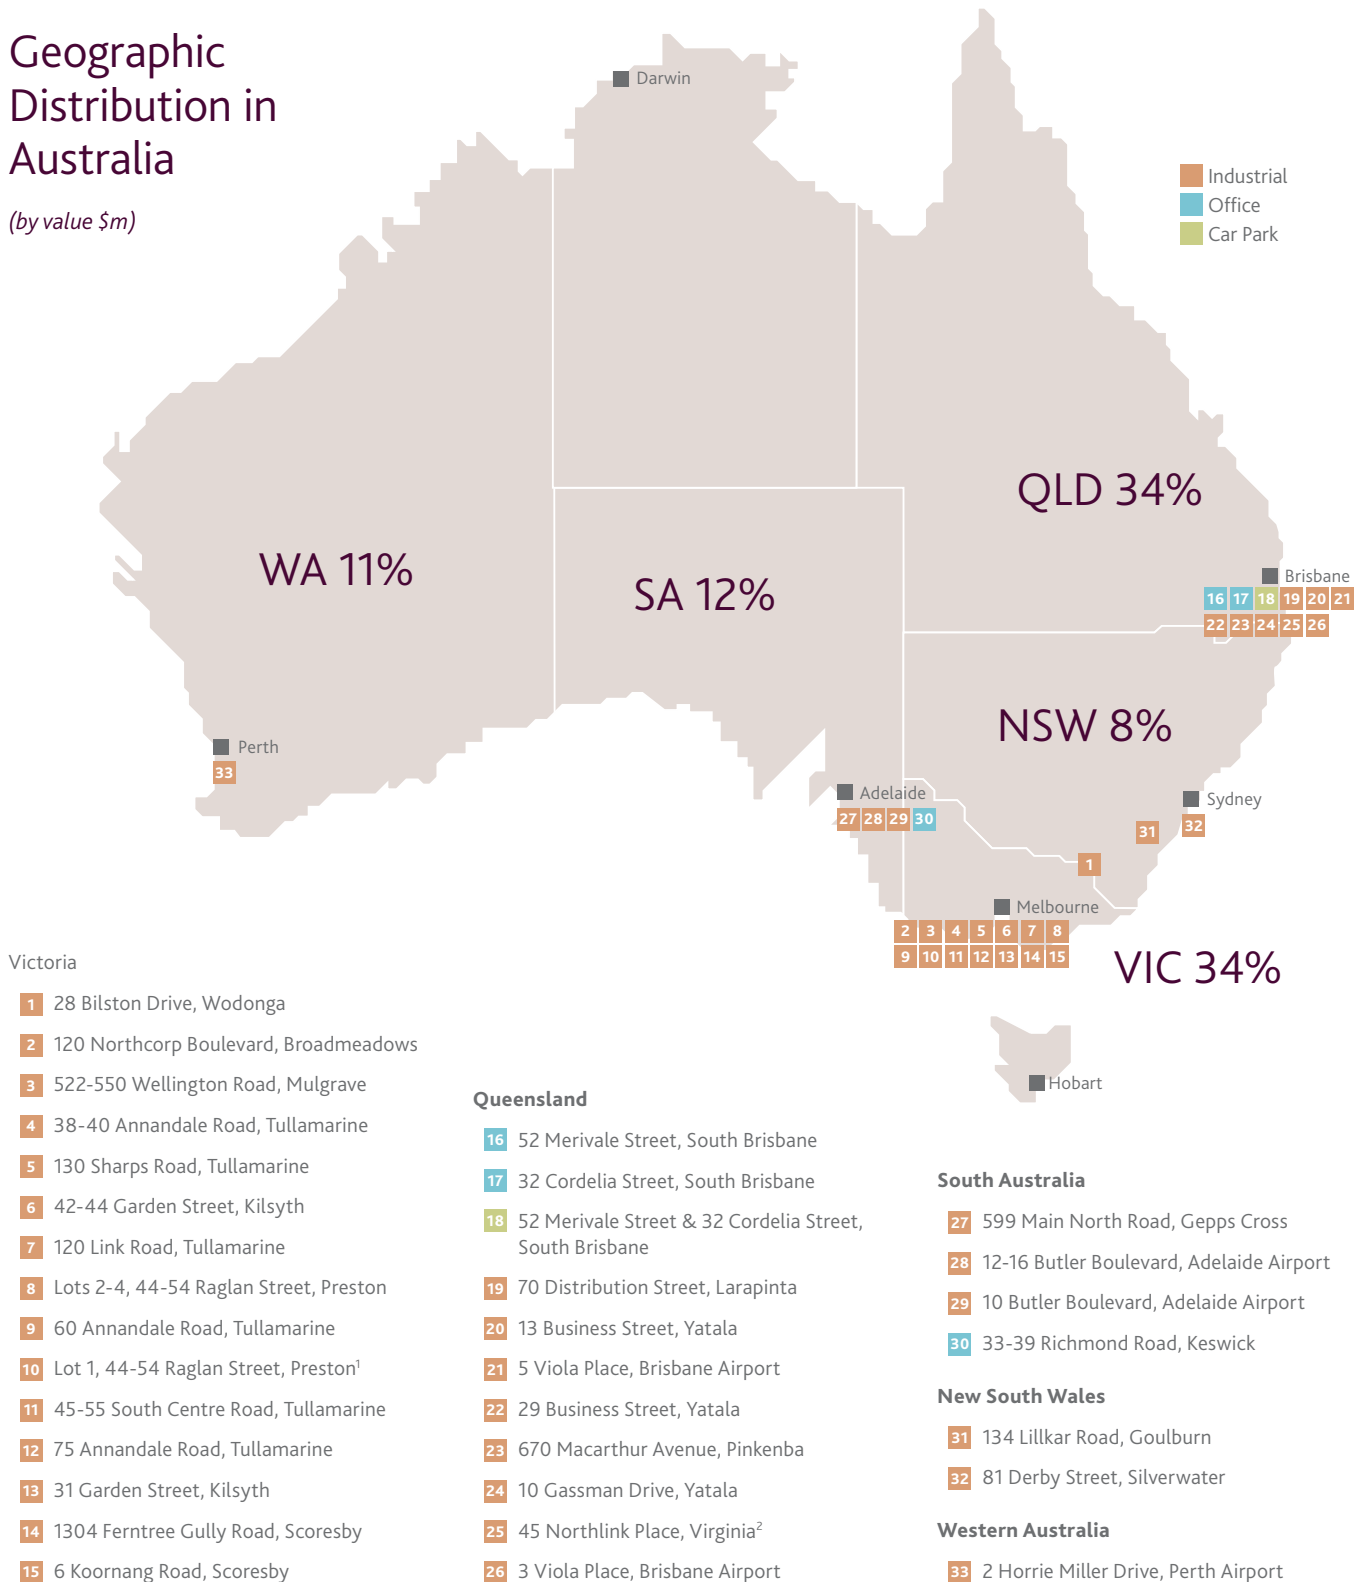 Geographic
Distribution in
Australia
(by value $m)
Darwin
Industrial
Office
Car Park
QLD 34%
WA 11%
SA 12%
Brisbane
16 17 18 19 20 21
22 23 24 25 26
NSW 8%
Perth
33
Adelaide
27 28 29 30
Sydney
31 32
1
Melbourne
2 3 4 5 6 7 8
9 10 11 12 13 14 15
VIC 34%
Hobart
Victoria
1 28 Bilston Drive, Wodonga
2 120 Northcorp Boulevard, Broadmeadows
3 522-550 Wellington Road, Mulgrave
4 38-40 Annandale Road, Tullamarine
5 130 Sharps Road, Tullamarine
6 42-44 Garden Street, Kilsyth
7 120 Link Road, Tullamarine
8 Lots 2-4, 44-54 Raglan Street, Preston
9 60 Annandale Road, Tullamarine
10 Lot 1, 44-54 Raglan Street, Preston¹
11 45-55 South Centre Road, Tullamarine
12 75 Annandale Road, Tullamarine
13 31 Garden Street, Kilsyth
14 1304 Ferntree Gully Road, Scoresby
15 6 Koornang Road, Scoresby
Queensland
16 52 Merivale Street, South Brisbane
17 32 Cordelia Street, South Brisbane
18 52 Merivale Street & 32 Cordelia Street,
South Brisbane
19 70 Distribution Street, Larapinta
20 13 Business Street, Yatala
21 5 Viola Place, Brisbane Airport
22 29 Business Street, Yatala
23 670 Macarthur Avenue, Pinkenba
24 10 Gassman Drive, Yatala
25 45 Northlink Place, Virginia²
26 3 Viola Place, Brisbane Airport
South Australia
27 599 Main North Road, Gepps Cross
28 12-16 Butler Boulevard, Adelaide Airport
29 10 Butler Boulevard, Adelaide Airport
30 33-39 Richmond Road, Keswick
New South Wales
31 134 Lillkar Road, Goulburn
32 81 Derby Street, Silverwater
Western Australia
33 2 Horrie Miller Drive, Perth Airport